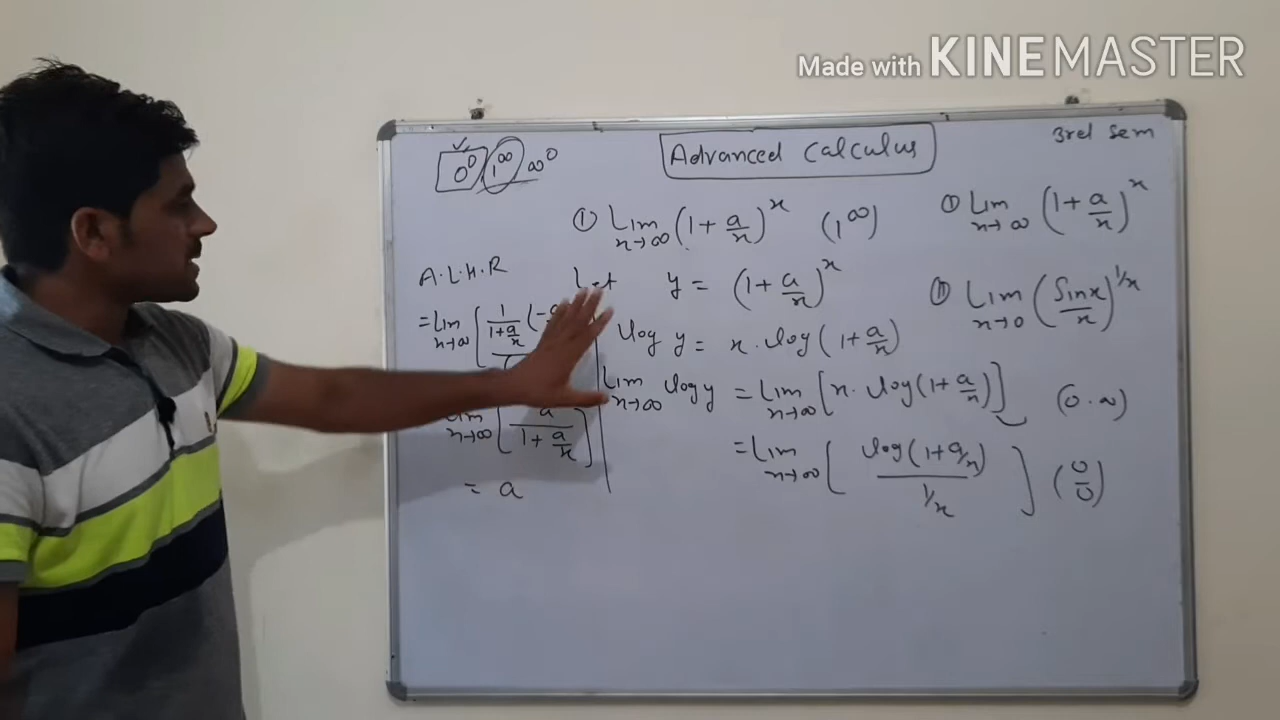 Made with KINEMASTER
0⁰ 1^∞ ∞⁰
Advanced Calculus
3rd Sem
① Lim x→∞ (1 + a/x)^x (1^∞)
Let y = (1 + a/x)^x
log y = x · log(1 + a/x)
Lim x→∞ log y = Lim x→∞ [x · log(1 + a/x)] (0·∞)
= Lim x→∞ [log(1 + a/x) / 1/x] (0/0)
A.L.H.R
= Lim x→∞ [1/(1 + a/x) (-
Lim x→∞ [a / 1 + a/x]
= a
① Lim x→∞ (1 + a/x)^x
② Lim x→0 (Sinx/x)^1/x